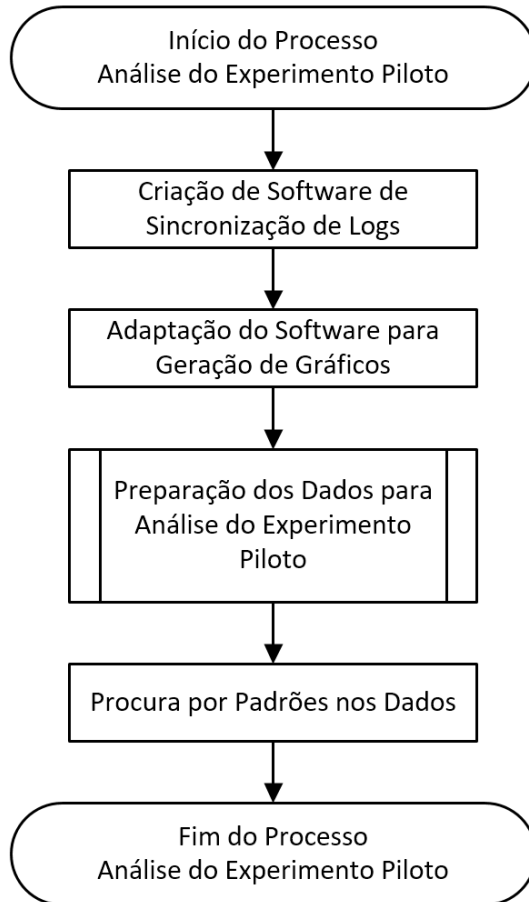 Início do Processo
Análise do Experimento Piloto
Criação de Software de
Sincronização de Logs
Adaptação do Software para
Geração de Gráficos
Preparação dos Dados para
Análise do Experimento
Piloto
Procura por Padrões nos Dados
Fim do Processo
Análise do Experimento Piloto